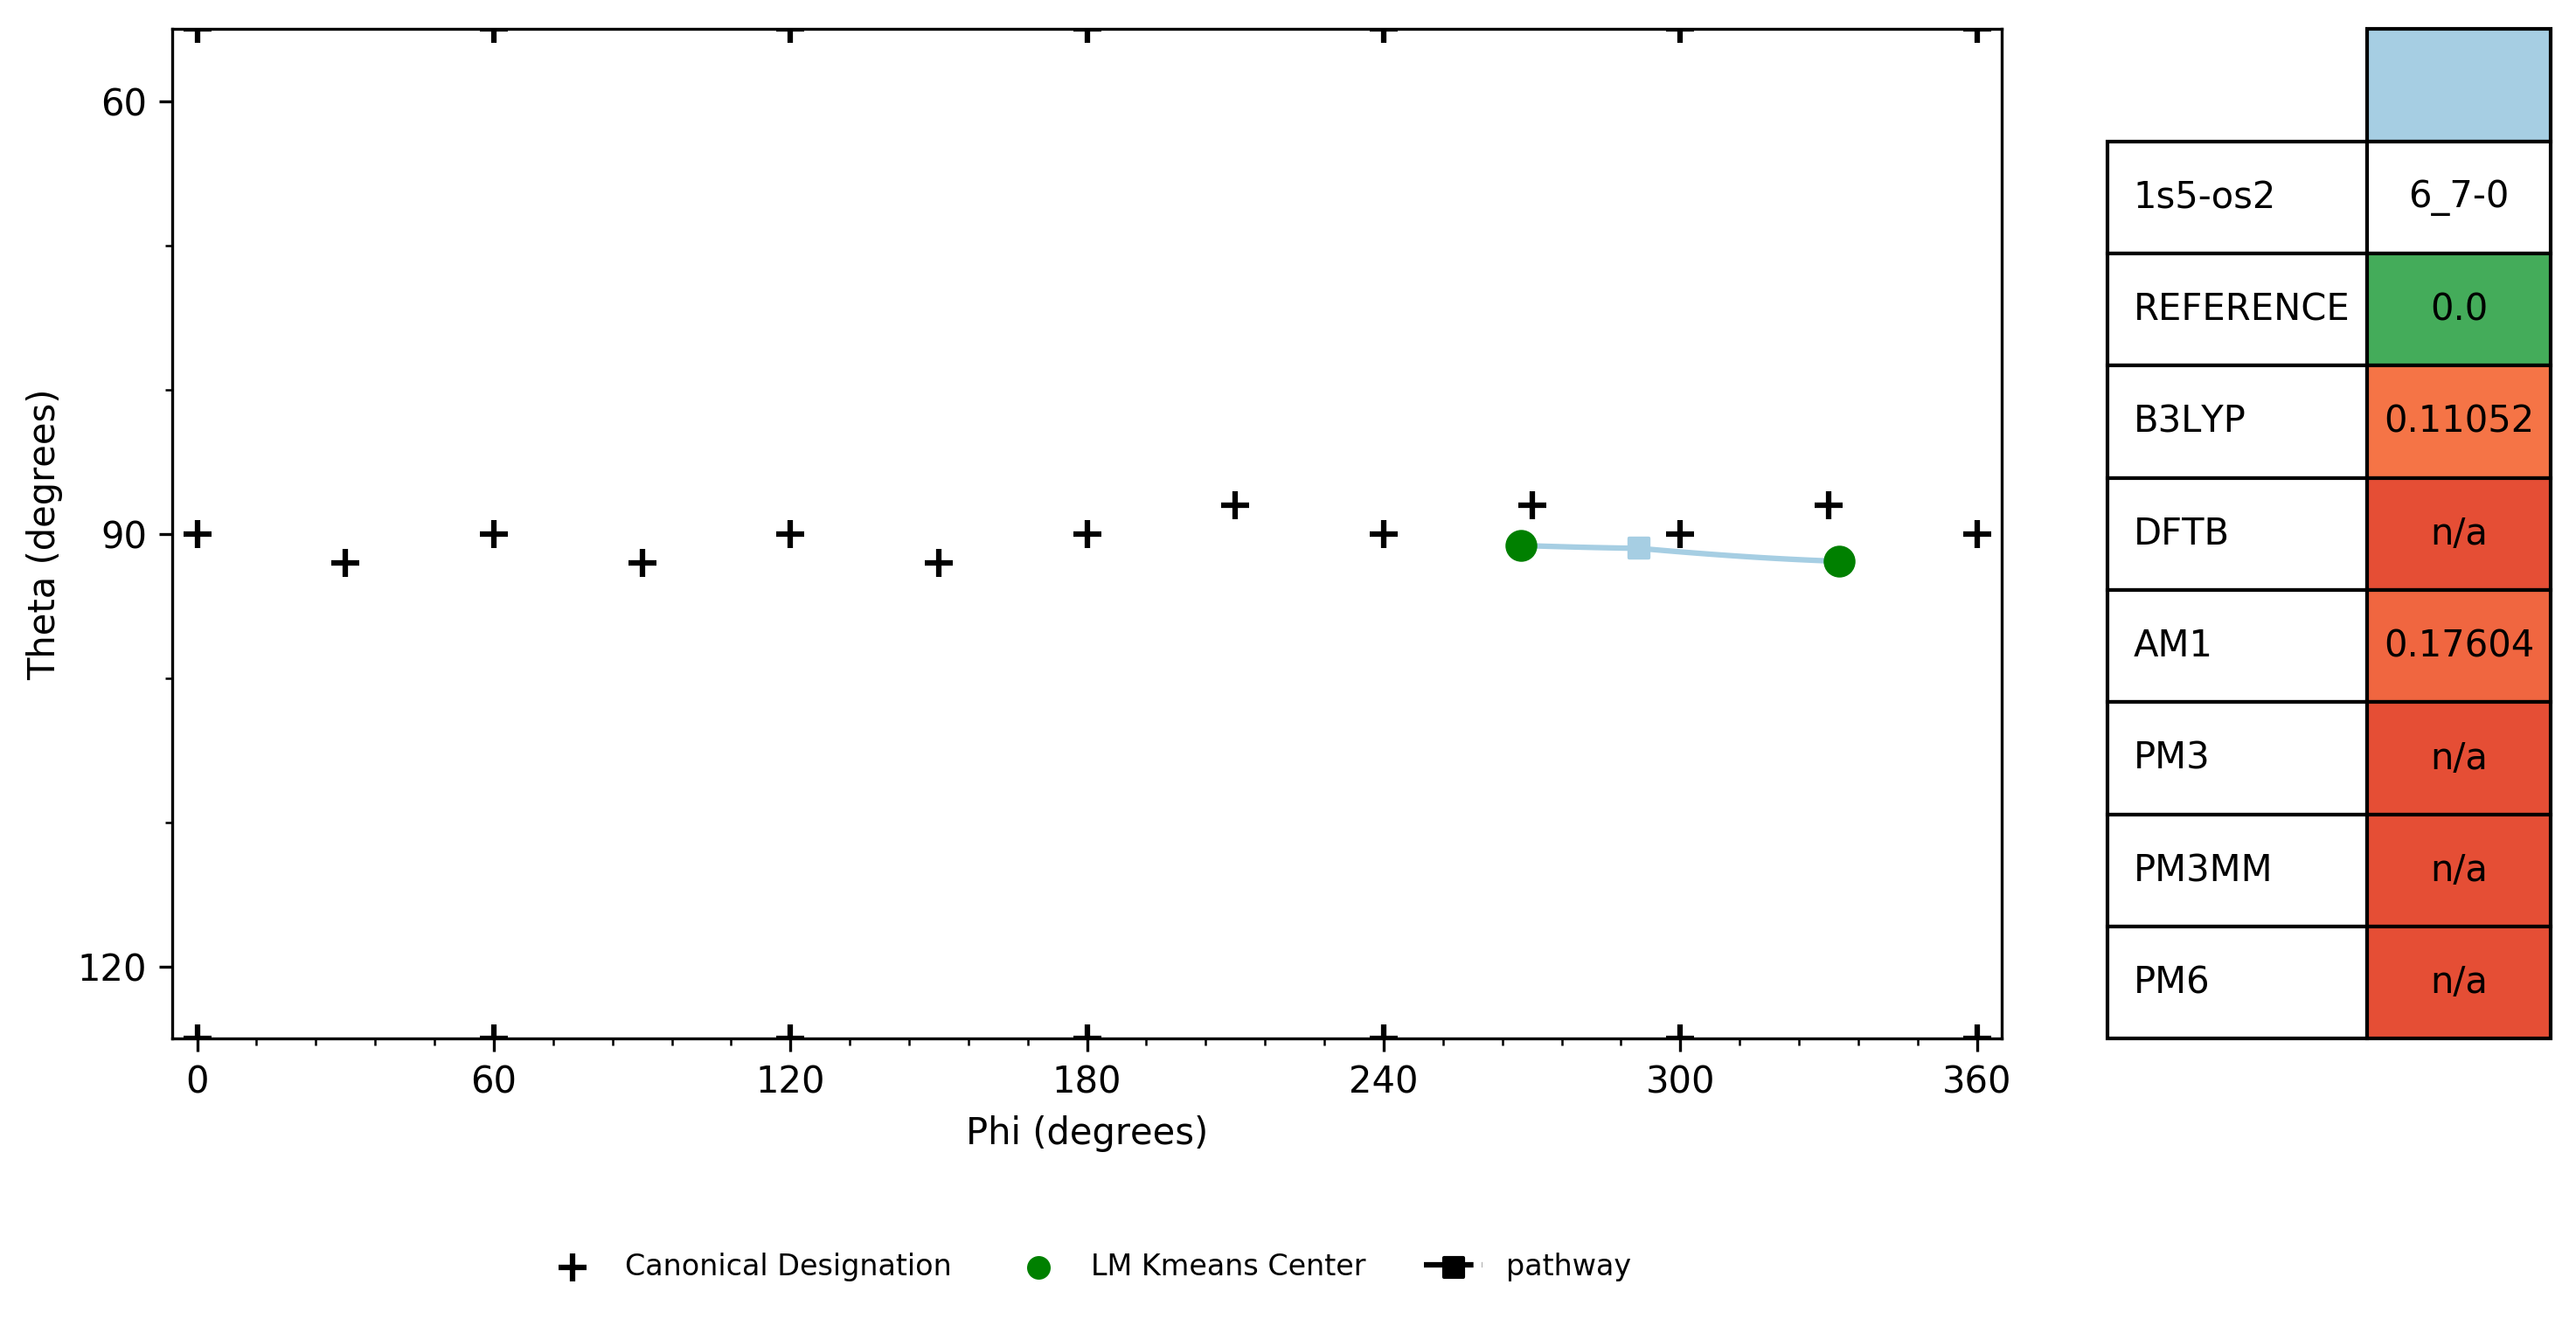 60
90
120
Theta (degrees)
0 60 120 180 240 300 360
Phi (degrees)
Canonical Designation LM Kmeans Center pathway
1s5-os2 6_7-0
REFERENCE 0.0
B3LYP 0.11052
DFTB n/a
AM1 0.17604
PM3 n/a
PM3MM n/a
PM6 n/a